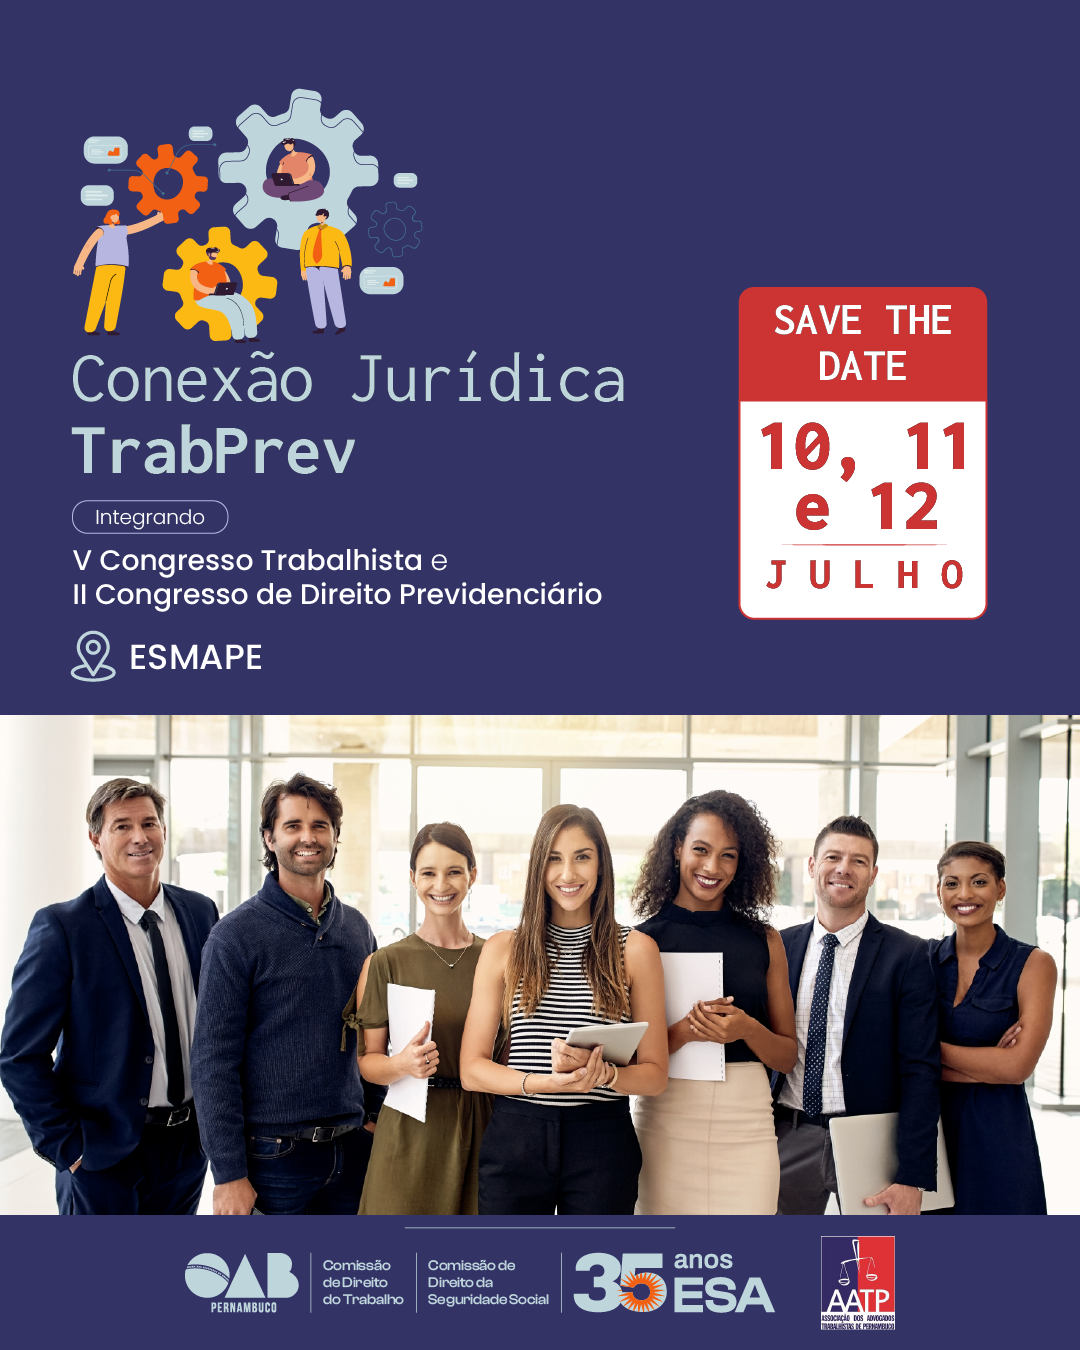 Conexão Jurídica
TrabPrev
Integrando
V Congresso Trabalhista e
II Congresso de Direito Previdenciário
ESMAPE
SAVE THE
DATE
10, 11
e 12
JULHO
OAB
PERNAMBUCO
Comissão
de Direito
do Trabalho
Comissão de
Direito da
Seguridade Social
35 anos
ESA
AATP
ASSOCIAÇÃO DOS ADVOGADOS
TRABALHISTAS DE PERNAMBUCO